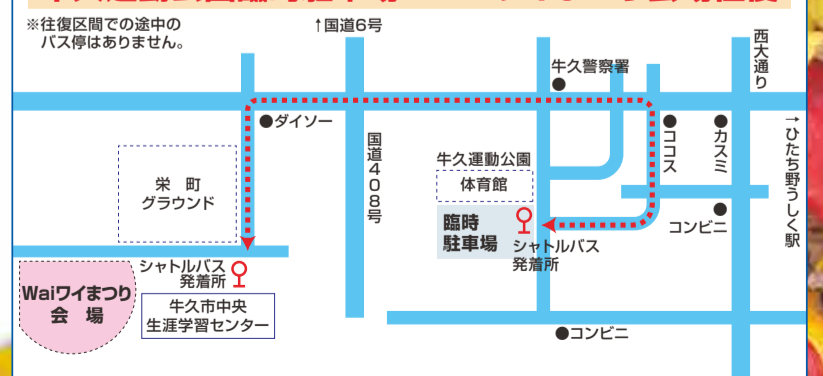 ※往復区間での途中の
バス停はありません。
↑国道6号
西大通り
牛久警察署
●ダイソー
国道408号
●ココス
●カスミ
→ひたち野うしく駅
栄 町
グラウンド
牛久運動公園
体育館
臨時
駐車場
シャトルバス
発着所
コンビニ
シャトルバス
発着所
Waiワイまつり
会 場
牛久市中央
生涯学習センター
●コンビニ